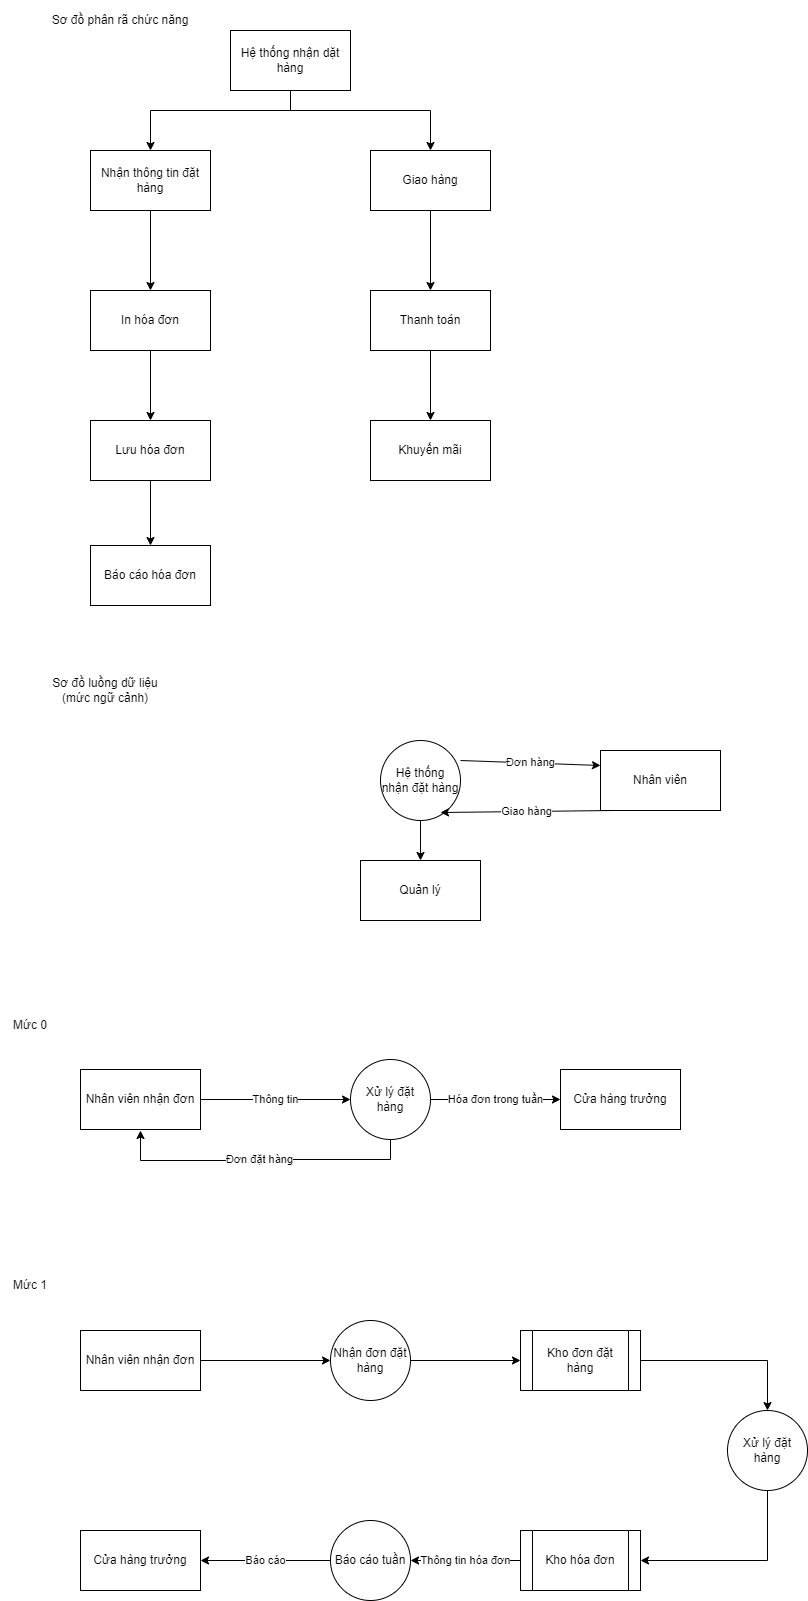 Sơ đồ phân rã chức năng
Hệ thống nhận dặt
hàng
Nhận thông tin đặt
hàng
Giao hàng
In hóa đơn
Thanh toán
Lưu hóa đơn
Khuyến mãi
Báo cáo hóa đơn
Sơ đồ luồng dữ liệu
(mức ngữ cảnh)
Hệ thống
nhận đặt hàng
Đơn hàng
Nhân viên
Giao hàng
Quản lý
Mức 0
Nhân viên nhận đơn
Thông tin
Xử lý đặt
hàng
Hóa đơn trong tuần
Cửa hàng trưởng
Đơn đặt hàng
Mức 1
Nhân viên nhận đơn
Nhận đơn đặt
hàng
Kho đơn đặt
hàng
Xử lý đặt
hàng
Cửa hàng trưởng
Báo cáo
Báo cáo tuần
Thông tin hóa đơn
Kho hóa đơn